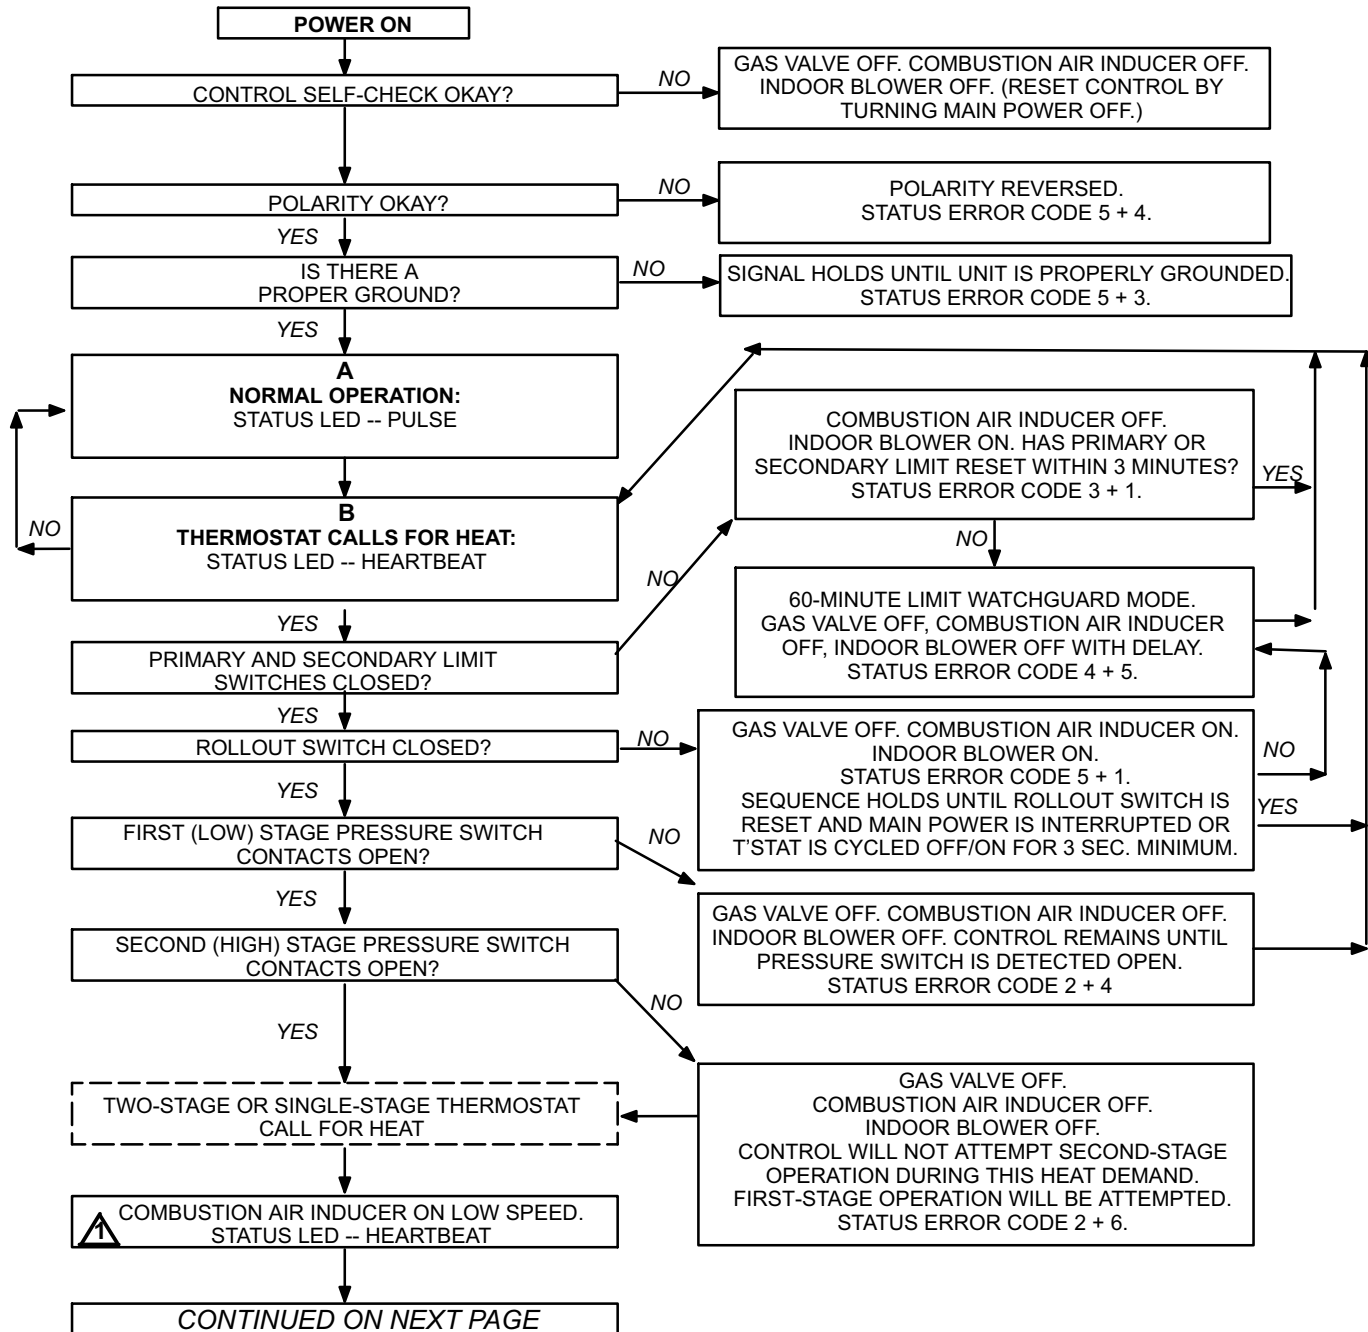 POWER ON
CONTROL SELF-CHECK OKAY?
NO
GAS VALVE OFF. COMBUSTION AIR INDUCER OFF.
INDOOR BLOWER OFF. (RESET CONTROL BY
TURNING MAIN POWER OFF.)
POLARITY OKAY?
NO
POLARITY REVERSED.
STATUS ERROR CODE 5 + 4.
YES
IS THERE A
PROPER GROUND?
NO
SIGNAL HOLDS UNTIL UNIT IS PROPERLY GROUNDED.
STATUS ERROR CODE 5 + 3.
YES
A
NORMAL OPERATION:
STATUS LED -- PULSE
B
THERMOSTAT CALLS FOR HEAT:
STATUS LED -- HEARTBEAT
NO
YES
PRIMARY AND SECONDARY LIMIT
SWITCHES CLOSED?
NO
COMBUSTION AIR INDUCER OFF.
INDOOR BLOWER ON. HAS PRIMARY OR
SECONDARY LIMIT RESET WITHIN 3 MINUTES?
STATUS ERROR CODE 3 + 1.
YES
NO
60-MINUTE LIMIT WATCHGUARD MODE.
GAS VALVE OFF, COMBUSTION AIR INDUCER
OFF, INDOOR BLOWER OFF WITH DELAY.
STATUS ERROR CODE 4 + 5.
YES
ROLLOUT SWITCH CLOSED?
NO
GAS VALVE OFF. COMBUSTION AIR INDUCER ON.
INDOOR BLOWER ON.
STATUS ERROR CODE 5 + 1.
SEQUENCE HOLDS UNTIL ROLLOUT SWITCH IS
RESET AND MAIN POWER IS INTERRUPTED OR
T'STAT IS CYCLED OFF/ON FOR 3 SEC. MINIMUM.
NO
YES
YES
FIRST (LOW) STAGE PRESSURE SWITCH
CONTACTS OPEN?
NO
GAS VALVE OFF. COMBUSTION AIR INDUCER OFF.
INDOOR BLOWER OFF. CONTROL REMAINS UNTIL
PRESSURE SWITCH IS DETECTED OPEN.
STATUS ERROR CODE 2 + 4
YES
SECOND (HIGH) STAGE PRESSURE SWITCH
CONTACTS OPEN?
NO
GAS VALVE OFF.
COMBUSTION AIR INDUCER OFF.
INDOOR BLOWER OFF.
CONTROL WILL NOT ATTEMPT SECOND-STAGE
OPERATION DURING THIS HEAT DEMAND.
FIRST-STAGE OPERATION WILL BE ATTEMPTED.
STATUS ERROR CODE 2 + 6.
YES
TWO-STAGE OR SINGLE-STAGE THERMOSTAT
CALL FOR HEAT
1
COMBUSTION AIR INDUCER ON LOW SPEED.
STATUS LED -- HEARTBEAT
CONTINUED ON NEXT PAGE